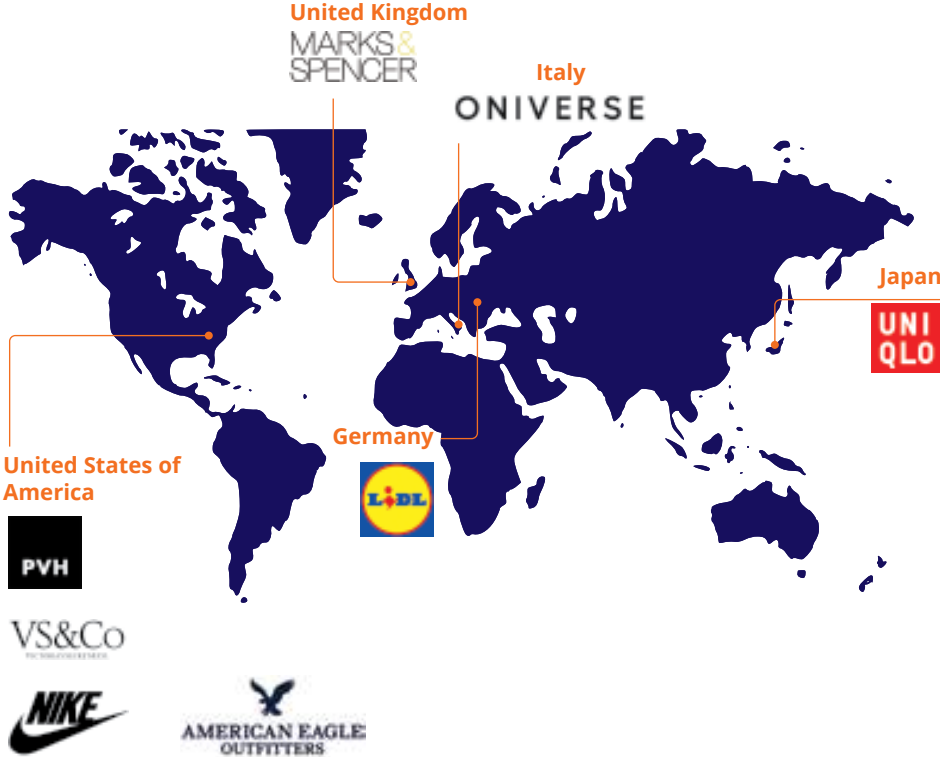 United Kingdom
MARKS&
SPENCER
Italy
ONIVERSE
Japan
UNI
QLO
Germany
LIDL
United States of
America
PVH
VS&Co
NIKE
AMERICAN EAGLE
OUTFITTERS